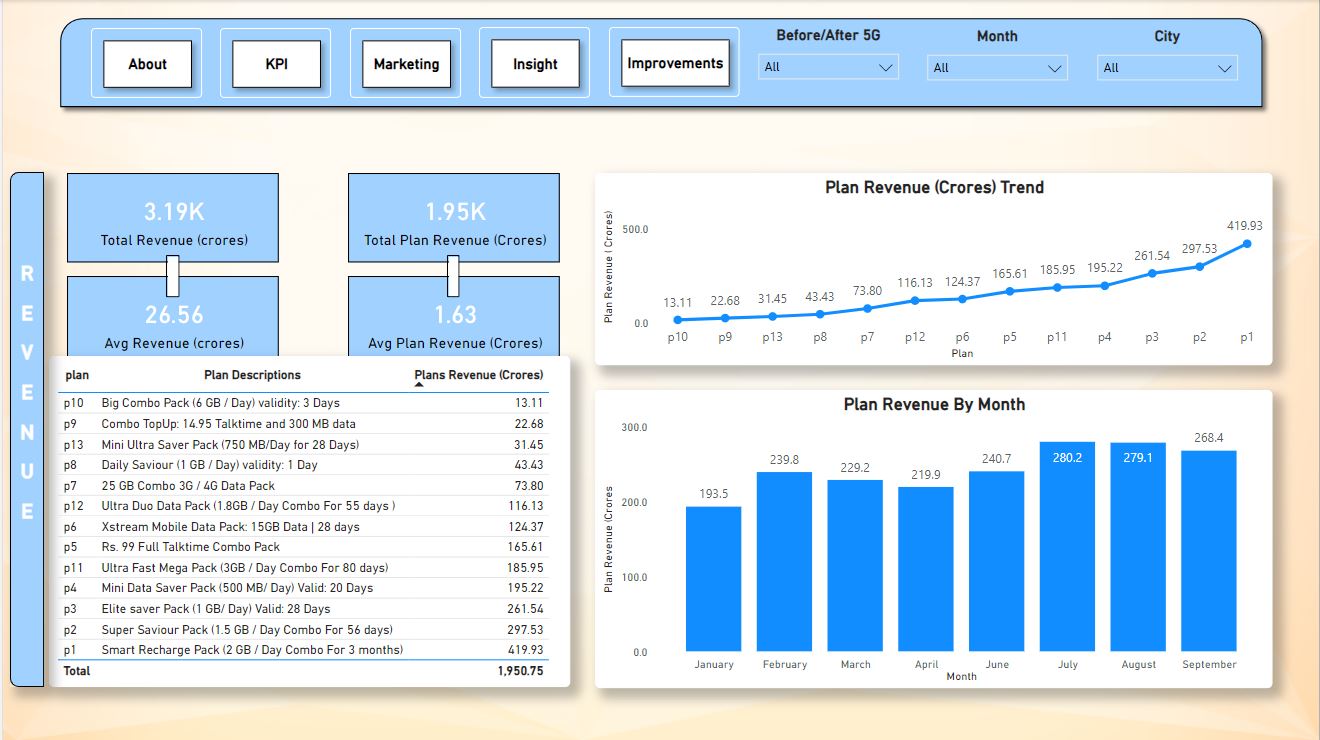 About
KPI
Marketing
Insight
Improvements
Before/After 5G
All
Month
All
City
All
REVENUE
3.19K
Total Revenue (crores)
1.95K
Total Plan Revenue (Crores)
26.56
Avg Revenue (crores)
1.63
Avg Plan Revenue (Crores)
plan Plan Descriptions Plans Revenue (Crores)
p10 Big Combo Pack (6 GB / Day) validity: 3 Days 13.11
p9 Combo TopUp: 14.95 Talktime and 300 MB data 22.68
p13 Mini Ultra Saver Pack (750 MB/Day for 28 Days) 31.45
p8 Daily Saviour (1 GB / Day) validity: 1 Day 43.43
p7 25 GB Combo 3G / 4G Data Pack 73.80
p12 Ultra Duo Data Pack (1.8GB / Day Combo For 55 days ) 116.13
p6 Xstream Mobile Data Pack: 15GB Data | 28 days 124.37
p5 Rs. 99 Full Talktime Combo Pack 165.61
p11 Ultra Fast Mega Pack (3GB / Day Combo For 80 days) 185.95
p4 Mini Data Saver Pack (500 MB/ Day) Valid: 20 Days 195.22
p3 Elite saver Pack (1 GB/ Day) Valid: 28 Days 261.54
p2 Super Saviour Pack (1.5 GB / Day Combo For 56 days) 297.53
p1 Smart Recharge Pack (2 GB / Day Combo For 3 months) 419.93
Total 1,950.75
Plan Revenue (Crores) Trend
Plan Revenue ( Crores)
500.0
0.0
13.11 22.68 31.45 43.43 73.80 116.13 124.37 165.61 185.95 195.22 261.54 297.53 419.93
p10 p9 p13 p8 p7 p12 p6 p5 p11 p4 p3 p2 p1
Plan
Plan Revenue By Month
Plan Revenue (Crores
300.0
200.0
100.0
0.0
193.5 239.8 229.2 219.9 240.7 280.2 279.1 268.4
January February March April June July August September
Month